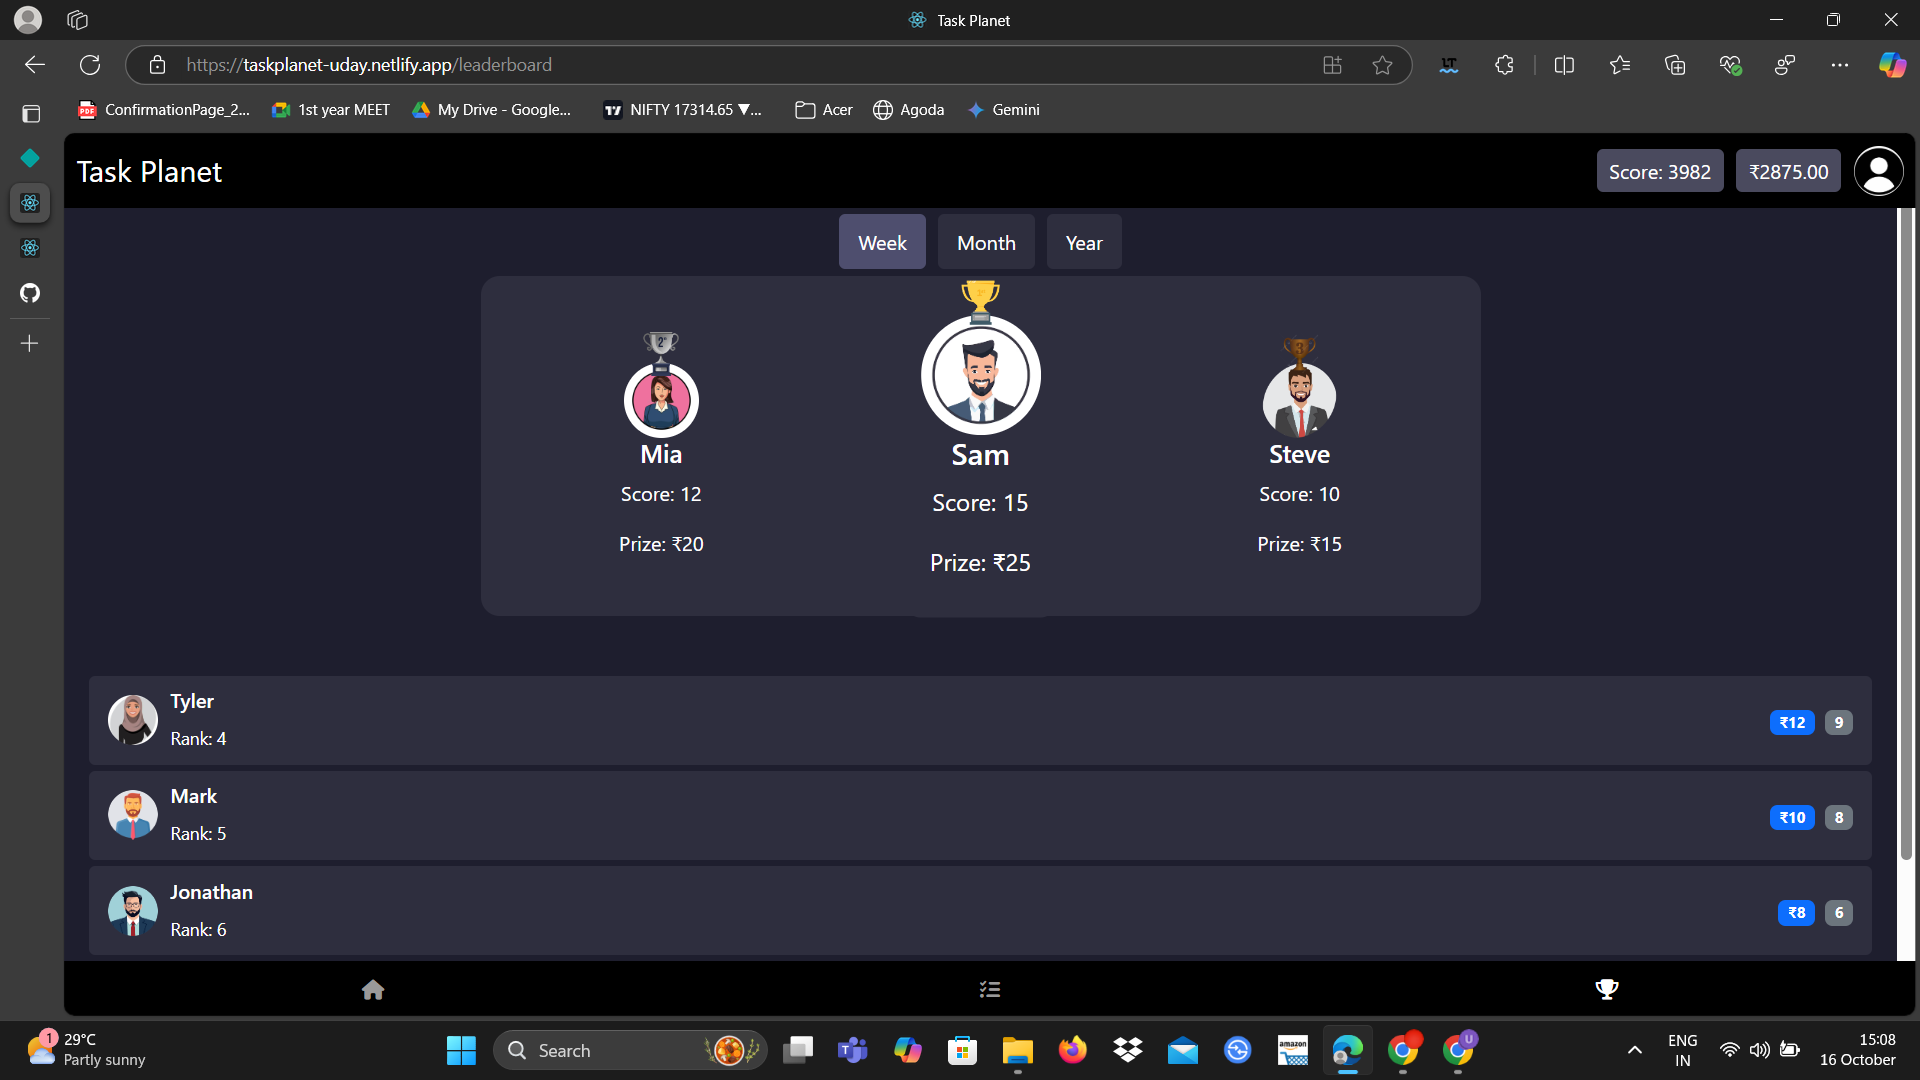 Task Planet
https://taskplanet-uday.netlify.app/leaderboard
PDF ConfirmationPage_2... 1st year MEET My Drive - Google... NIFTY 17314.65 ▼... Acer Agoda Gemini
Task Planet
Score: 3982 ₹2875.00
Week Month Year
2
3
Mia
Score: 12
Prize: ₹20
Sam
Score: 15
Prize: ₹25
Steve
Score: 10
Prize: ₹15
Tyler
Rank: 4
₹12 9
Mark
Rank: 5
₹10 8
Jonathan
Rank: 6
₹8 6
1
29°C
Partly sunny
Search
amazon
U
ENG
IN
15:08
16 October